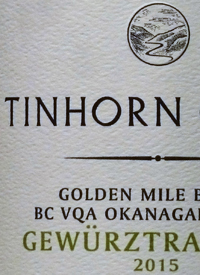 TINHORN
GOLDEN MILE B
BC VQA OKANAGA
GEWÜRZTRA
2015